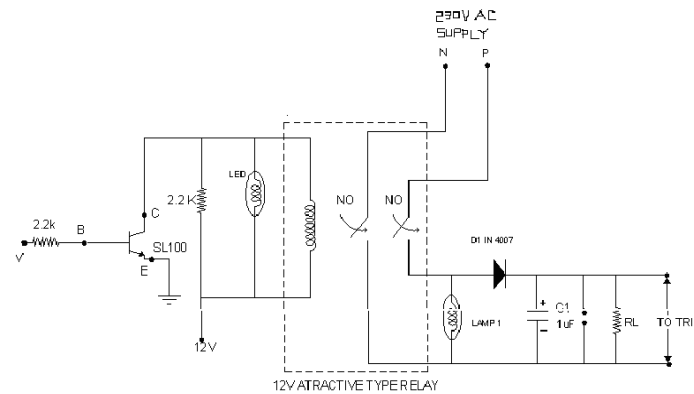 230V AC
SUPPLY
N P
LED
2.2K
NO NO
2.2k B C
SL100
V E
D1 IN 4007
+ C1
1uF
LAMP 1
RL TO TRI
12V
12V ATRACTIVE TYPE RELAY